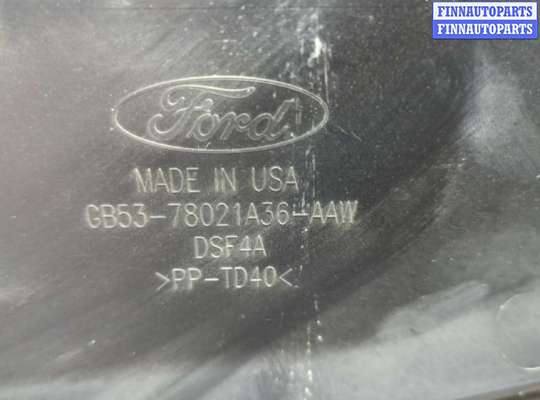 FINNAUTOPARTS
FINNAUTOPARTS
Ford
MADE IN USA
GB53-78021A36-AAW
DSF4A
>PP-TD40<